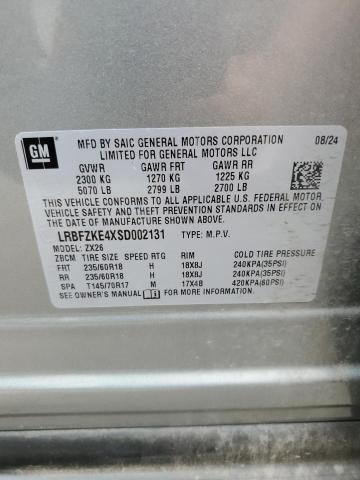 GM
MFD BY SAIC GENERAL MOTORS CORPORATION 08/24
LIMITED FOR GENERAL MOTORS LLC
GVWR GAWR FRT GAWR RR
2300 KG 1270 KG 1225 KG
5070 LB 2799 LB 2700 LB
THIS VEHICLE CONFORMS TO ALL APPLICABLE U.S. FEDERAL MOTOR
VEHICLE SAFETY AND THEFT PREVENTION STANDARDS IN EFFECT ON
THE DATE OF MANUFACTURE SHOWN ABOVE.
LRBFZKE4XSD002131 TYPE: M.P.V.
MODEL: ZX26
ZBCM TIRE SIZE SPEED RTG RIM COLD TIRE PRESSURE
FRT 235/60R18 H 18X8J 240KPA(35PSI)
RR 235/60R18 H 18X8J 240KPA(35PSI)
SPA T145/70R17 M 17X4B 420KPA(60PSI)
SEE OWNER'S MANUAL FOR MORE INFORMATION.